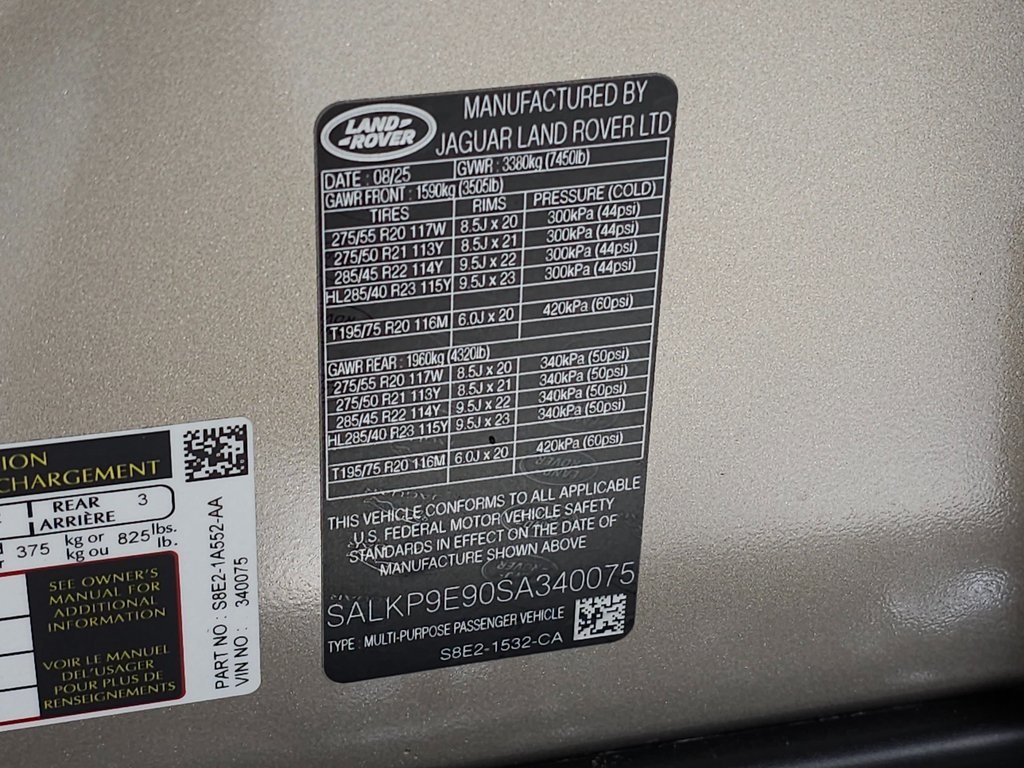 LAND ROVER
MANUFACTURED BY
JAGUAR LAND ROVER LTD
DATE : 08/25 GVWR : 3380kg (7450lb)
GAWR FRONT : 1590kg (3505lb)
TIRES RIMS PRESSURE (COLD)
275/55 R20 117W 8.5J x 20 300kPa (44psi)
275/50 R21 113Y 8.5J x 21 300kPa (44psi)
285/45 R22 114Y 9.5J x 22 300kPa (44psi)
HL285/40 R23 115Y 9.5J x 23 300kPa (44psi)
T195/75 R20 116M 6.0J x 20 420kPa (60psi)
GAWR REAR : 1960kg (4320lb)
275/55 R20 117W 8.5J x 20 340kPa (50psi)
275/50 R21 113Y 8.5J x 21 340kPa (50psi)
285/45 R22 114Y 9.5J x 22 340kPa (50psi)
HL285/40 R23 115Y 9.5J x 23 340kPa (50psi)
T195/75 R20 116M 6.0J x 20 420kPa (60psi)
THIS VEHICLE CONFORMS TO ALL APPLICABLE
U.S. FEDERAL MOTOR VEHICLE SAFETY
STANDARDS IN EFFECT ON THE DATE OF
MANUFACTURE SHOWN ABOVE
SALKP9E90SA340075
TYPE : MULTI-PURPOSE PASSENGER VEHICLE
S8E2-1532-CA
ION
CHARGEMENT
REAR 3
ARRIÈRE
375 kg or 825 lbs.
kg ou lb.
SEE OWNER'S
MANUAL FOR
ADDITIONAL
INFORMATION
VOIR LE MANUEL
DEL'USAGER
POUR PLUS DE
RENSEIGNEMENTS
PART NO : S8E2-1A552-AA
VIN NO : 340075